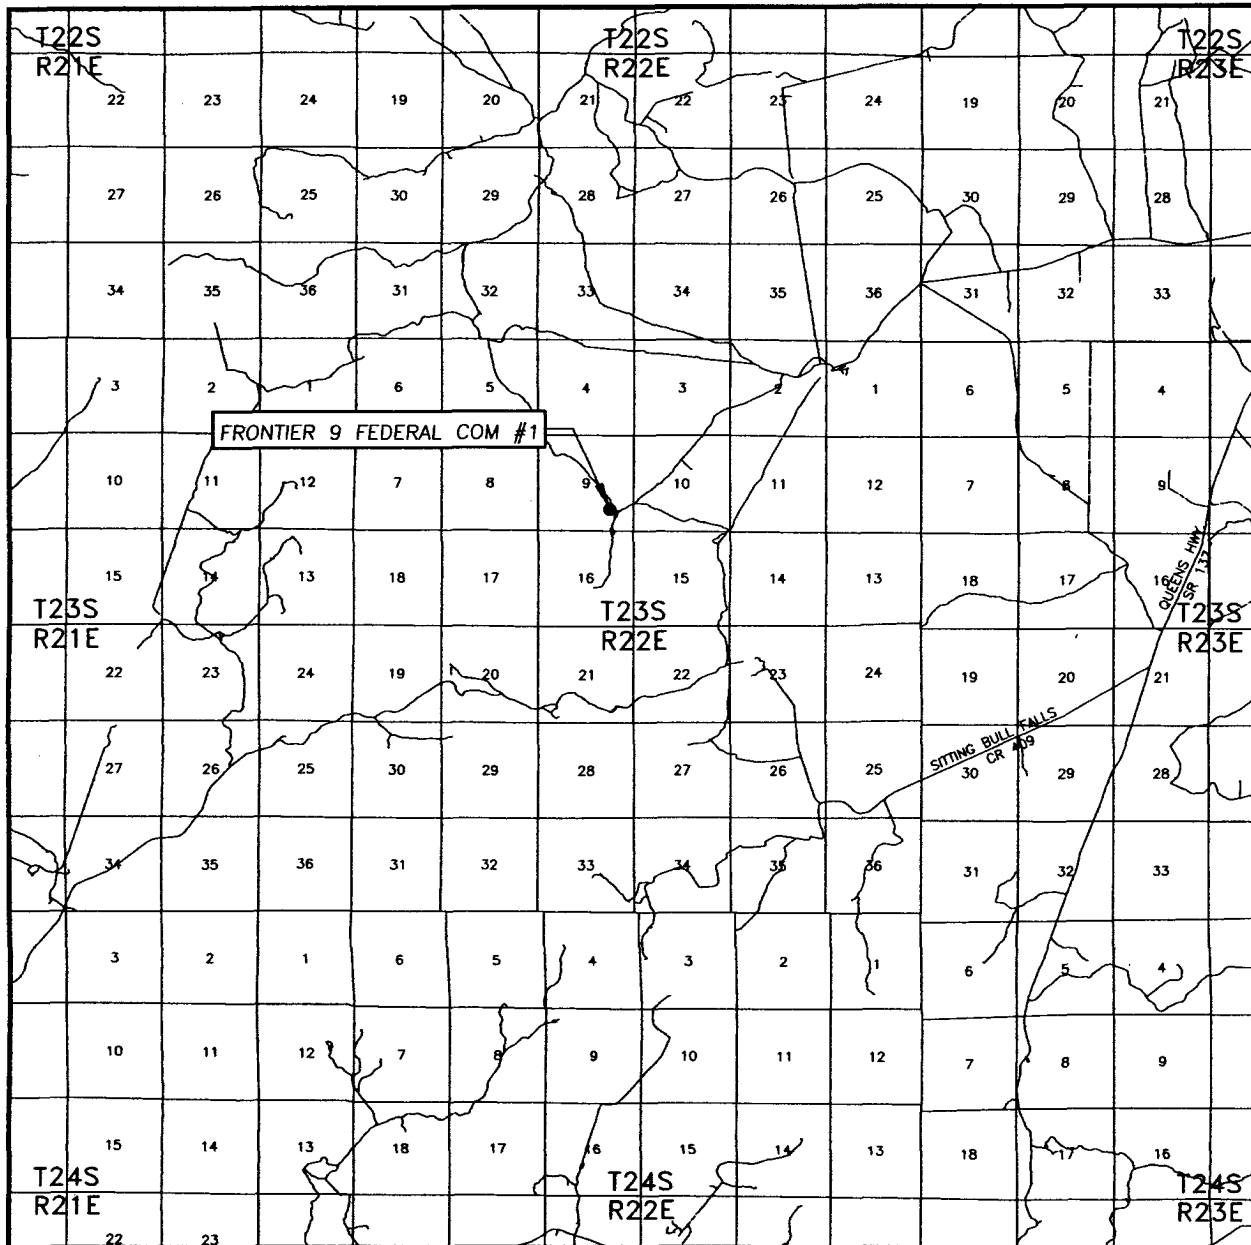 T22S T22S T22S
R21E R22E R23E
22 23 24 19 20 21 22 23 24 19 20 21
27 26 25 30 29 28 27 26 25 30 29 28
34 35 36 31 32 33 34 35 36 31 32 33
3 2 1 6 5 4 3 2 1 6 5 4
FRONTIER 9 FEDERAL COM #1
10 11 12 7 8 9 10 11 12 7 8 9
QUEENS HWY
SR 137
15 14 13 18 17 16 15 14 13 18 17 16
T23S T23S T23S
R21E R22E R23E
22 23 24 19 20 21 22 23 24 19 20 21
SITTING BULL FALLS
CR 409
27 26 25 30 29 28 27 26 25 30 29 28
34 35 36 31 32 33 34 35 36 31 32 33
3 2 1 6 5 4 3 2 1 6 5 4
10 11 12 7 8 9 10 11 12 7 8 9
15 14 13 18 17 16 15 14 13 18 17 16
T24S T24S T24S
R21E R22E R23E
22 23